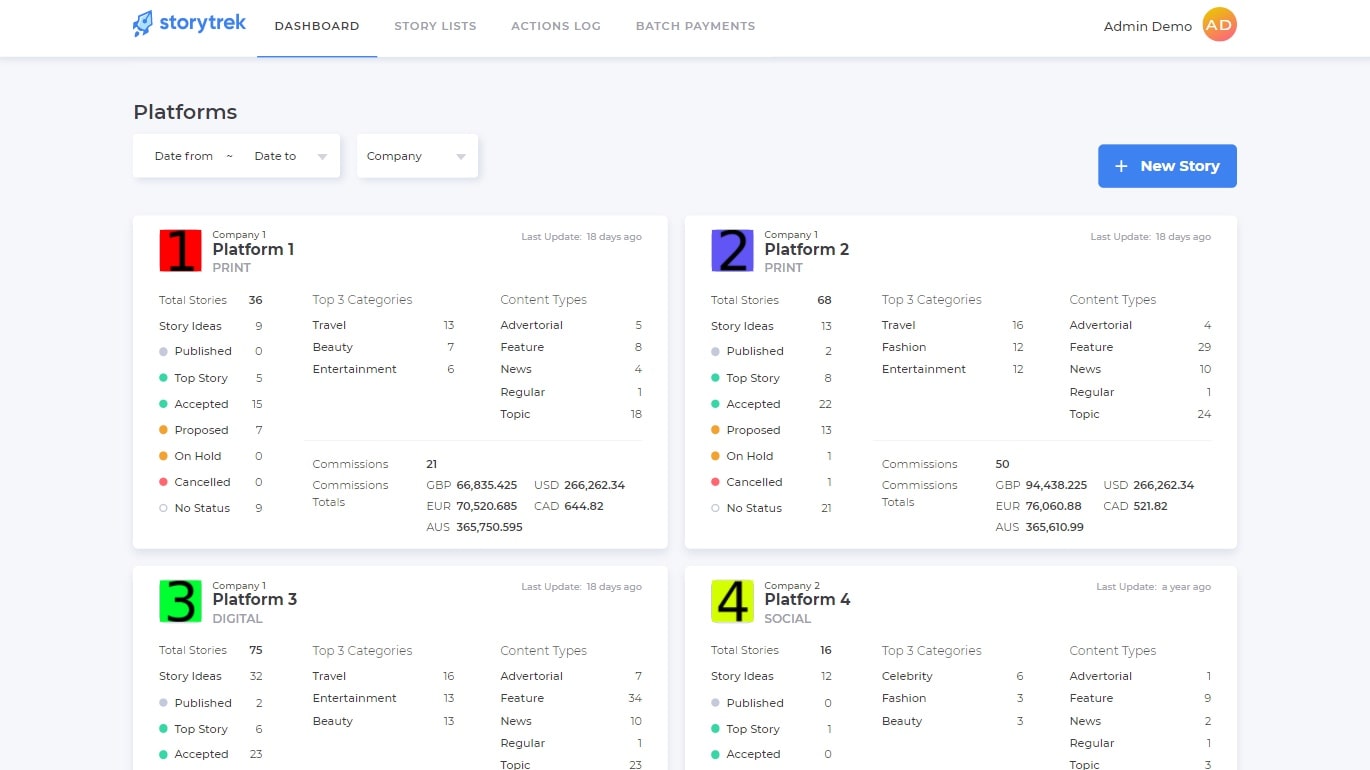 storytrek
DASHBOARD
STORY LISTS
ACTIONS LOG
BATCH PAYMENTS
Admin Demo
AD
Platforms
Date from ~ Date to
Company
+ New Story
1
Company 1
Platform 1
PRINT
Last Update: 18 days ago
Total Stories 36
Story Ideas 9
Published 0
Top Story 5
Accepted 15
Proposed 7
On Hold 0
Cancelled 0
No Status 9
Top 3 Categories
Travel 13
Beauty 7
Entertainment 6
Content Types
Advertorial 5
Feature 8
News 4
Regular 1
Topic 18
Commissions 21
Commissions Totals
GBP 66,835.425 USD 266,262.34
EUR 70,520.685 CAD 644.82
AUS 365,750.595
2
Company 1
Platform 2
PRINT
Last Update: 18 days ago
Total Stories 68
Story Ideas 13
Published 2
Top Story 8
Accepted 22
Proposed 13
On Hold 1
Cancelled 1
No Status 21
Top 3 Categories
Travel 16
Fashion 12
Entertainment 12
Content Types
Advertorial 4
Feature 29
News 10
Regular 1
Topic 24
Commissions 50
Commissions Totals
GBP 94,438.225 USD 266,262.34
EUR 76,060.88 CAD 521.82
AUS 365,610.99
3
Company 1
Platform 3
DIGITAL
Last Update: 18 days ago
Total Stories 75
Story Ideas 32
Published 2
Top Story 6
Accepted 23
Top 3 Categories
Travel 16
Entertainment 13
Beauty 13
Content Types
Advertorial 7
Feature 34
News 10
Regular 1
Topic 23
4
Company 2
Platform 4
SOCIAL
Last Update: a year ago
Total Stories 16
Story Ideas 12
Published 0
Top Story 1
Accepted 0
Top 3 Categories
Celebrity 6
Fashion 3
Beauty 3
Content Types
Advertorial 1
Feature 9
News 2
Regular 1
Topic 3